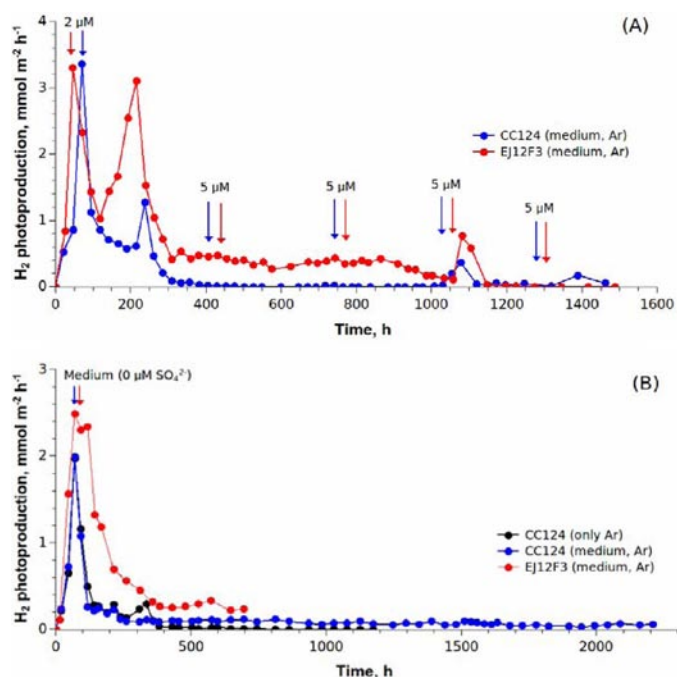 (A)
2 μM
CC124 (medium, Ar)
EJ12F3 (medium, Ar)
5 μM
5 μM
5 μM
5 μM
H₂ photoproduction, mmol m⁻² h⁻¹
4
3
2
1
0
0 200 400 600 800 1000 1200 1400 1600
Time, h
(B)
Medium (0 μM SO₄²⁻)
CC124 (only Ar)
CC124 (medium, Ar)
EJ12F3 (medium, Ar)
H₂ photoproduction, mmol m⁻² h⁻¹
3
2
1
0
0 500 1000 1500 2000
Time, h